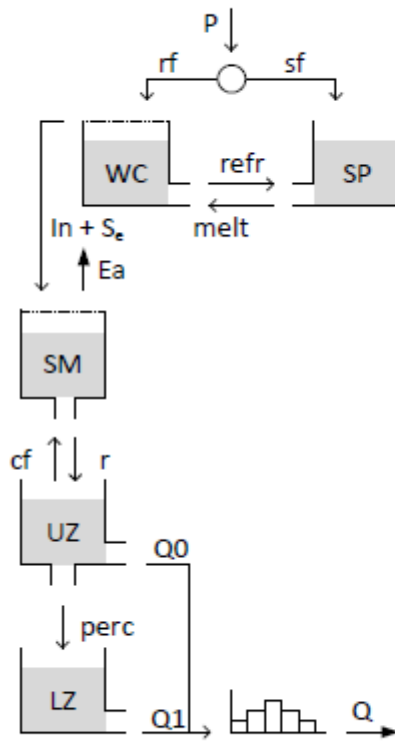 P
rf sf
WC refr SP
melt
In + Se
Ea
SM
cf r
UZ Q0
perc
LZ Q1 Q